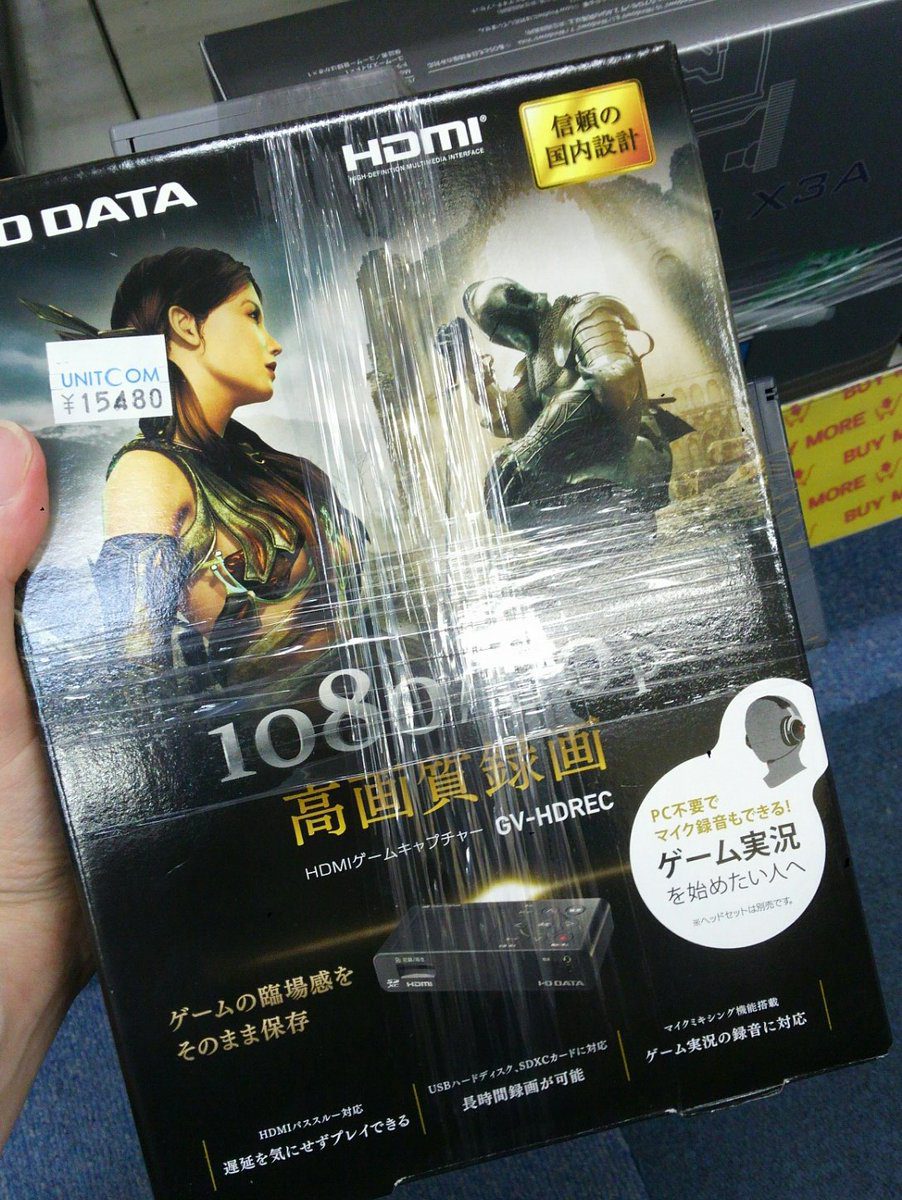 HDMI®
HIGH-DEFINITION MULTIMEDIA INTERFACE
信頼の
国内設計
O DATA
X3A
UNITCOM
¥15480
BUY MORE
BUY MORE
MORE
BUY
1080p/
高画質録画
HDMIゲームキャプチャー GV-HDREC
PC不要で
マイク録音もできる!
ゲーム実況
を始めたい人へ
※ヘッドセットは別売です。
HDMI
I-O DATA
ゲームの臨場感を
そのまま保存
HDMIパススルー対応
遅延を気にせずプレイできる
USBハードディスク、SDXCカードに対応
長時間録画が可能
マイクミキシング機能搭載
ゲーム実況の録音に対応